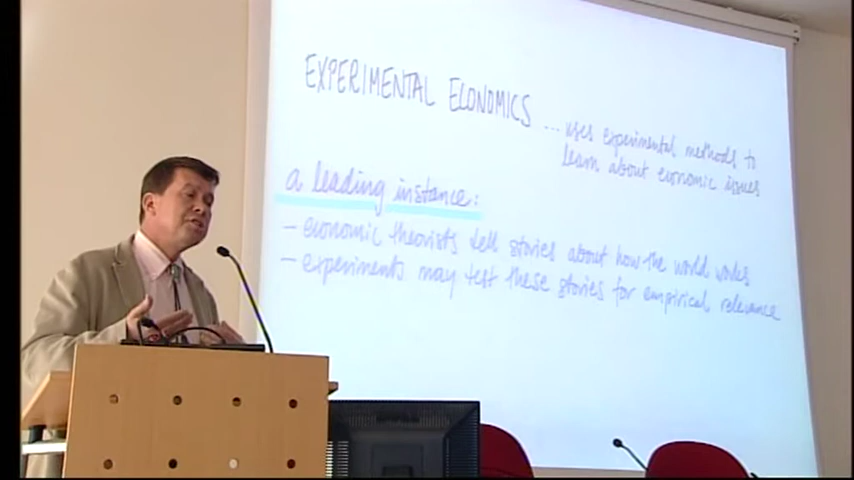 EXPERIMENTAL ECONOMICS ... uses experimental methods to
learn about economic issues
a leading instance:
- economic theorists tell stories about how the world works
- experiments may test these stories for empirical relevance